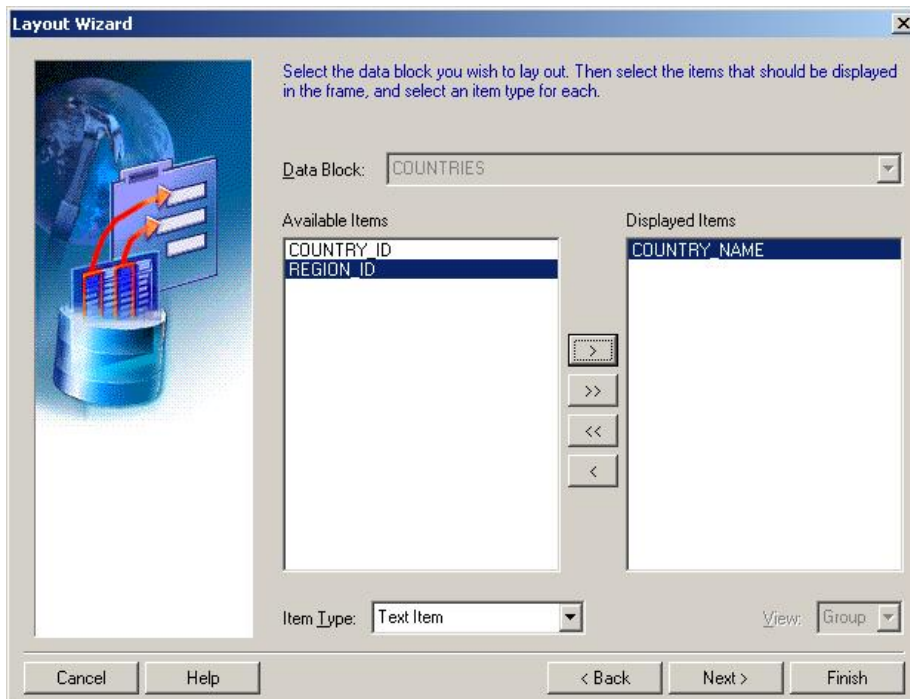 Layout Wizard
Select the data block you wish to lay out. Then select the items that should be displayed
in the frame, and select an item type for each.
Data Block: COUNTRIES
Available Items Displayed Items
COUNTRY_ID COUNTRY_NAME
REGION_ID
>
>>
<<
<
Item Type: Text Item View: Group
Cancel Help < Back Next > Finish